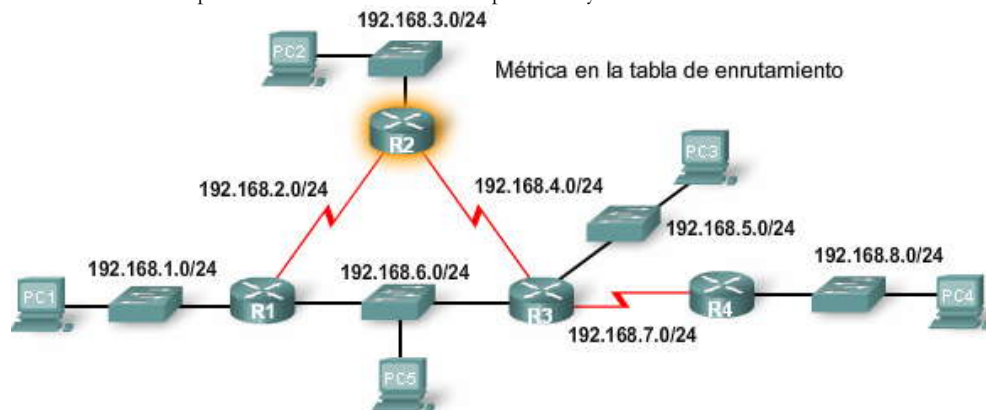 192.168.3.0/24
PC2
Métrica en la tabla de enrutamiento
R2
PC3
192.168.2.0/24
192.168.4.0/24
192.168.5.0/24
192.168.1.0/24
192.168.6.0/24
192.168.8.0/24
PC1
R1
R3
R4
PC4
192.168.7.0/24
PC5